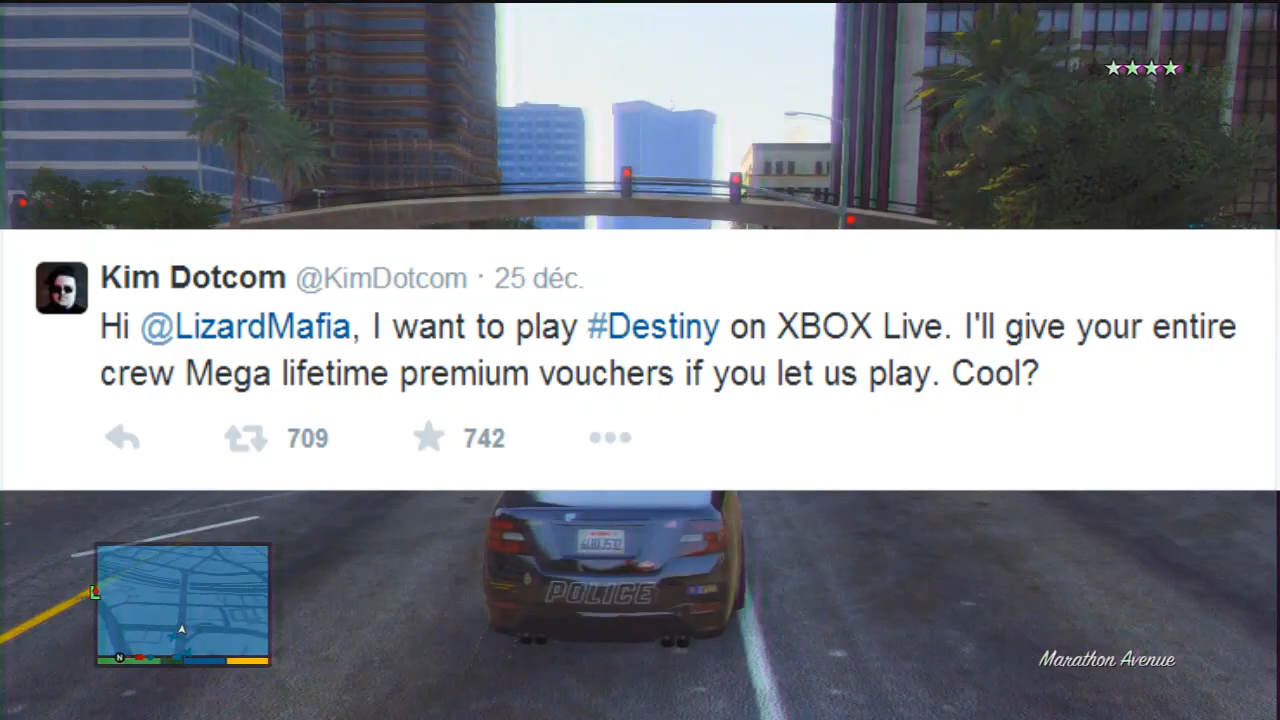 Kim Dotcom @KimDotcom · 25 déc.
Hi @LizardMafia, I want to play #Destiny on XBOX Live. I'll give your entire
crew Mega lifetime premium vouchers if you let us play. Cool?
709 742
POLICE
N
L
Marathon Avenue